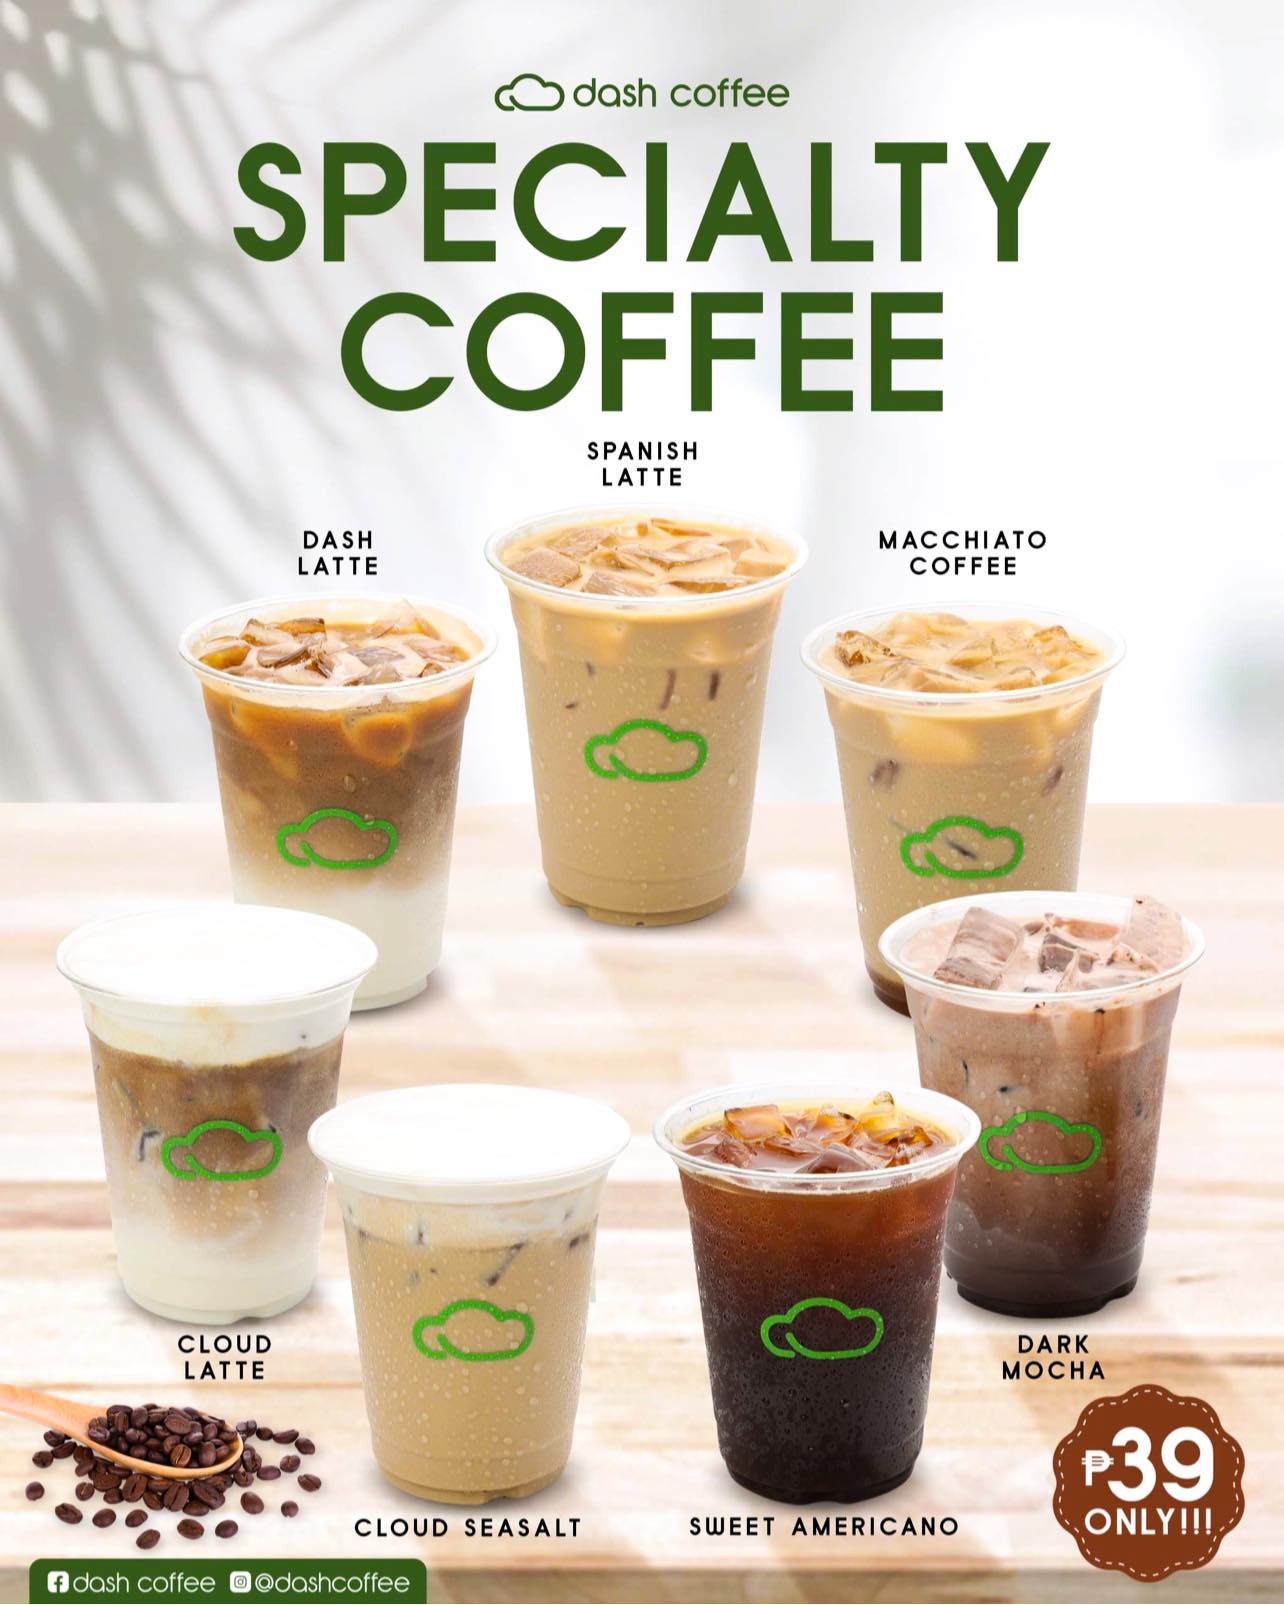 dash coffee
SPECIALTY
COFFEE
SPANISH
LATTE
DASH
LATTE
MACCHIATO
COFFEE
CLOUD
LATTE
DARK
MOCHA
CLOUD SEASALT
SWEET AMERICANO
₱39
ONLY!!!
dash coffee @dashcoffee